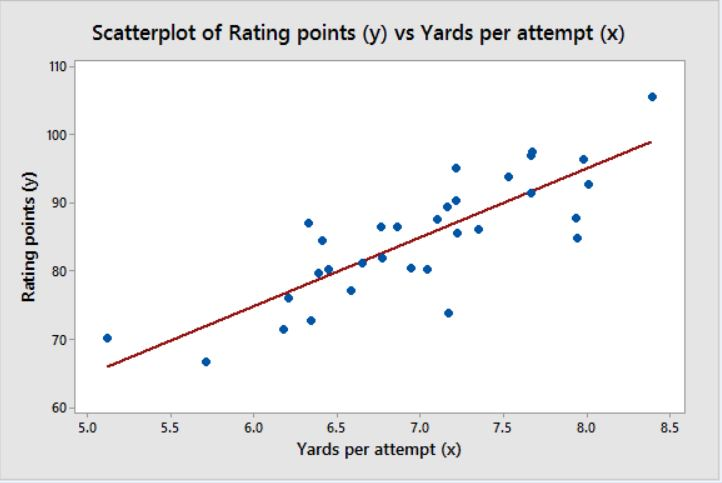 Scatterplot of Rating points (y) vs Yards per attempt (x)
110
100
90
80
70
60
Rating points (y)
5.0 5.5 6.0 6.5 7.0 7.5 8.0 8.5
Yards per attempt (x)